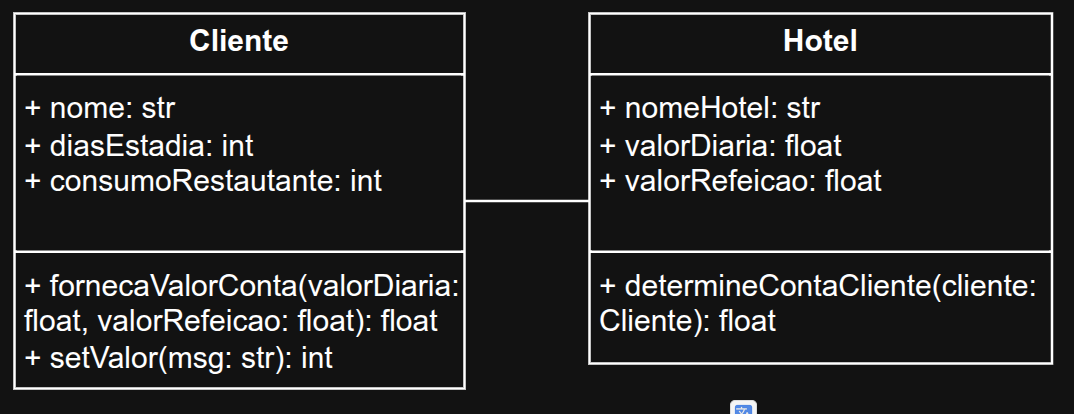 Cliente
+ nome: str
+ diasEstadia: int
+ consumoRestautante: int
+ fornecaValorConta(valorDiaria:
float, valorRefeicao: float): float
+ setValor(msg: str): int
Hotel
+ nomeHotel: str
+ valorDiaria: float
+ valorRefeicao: float
+ determineContaCliente(cliente:
Cliente): float
文